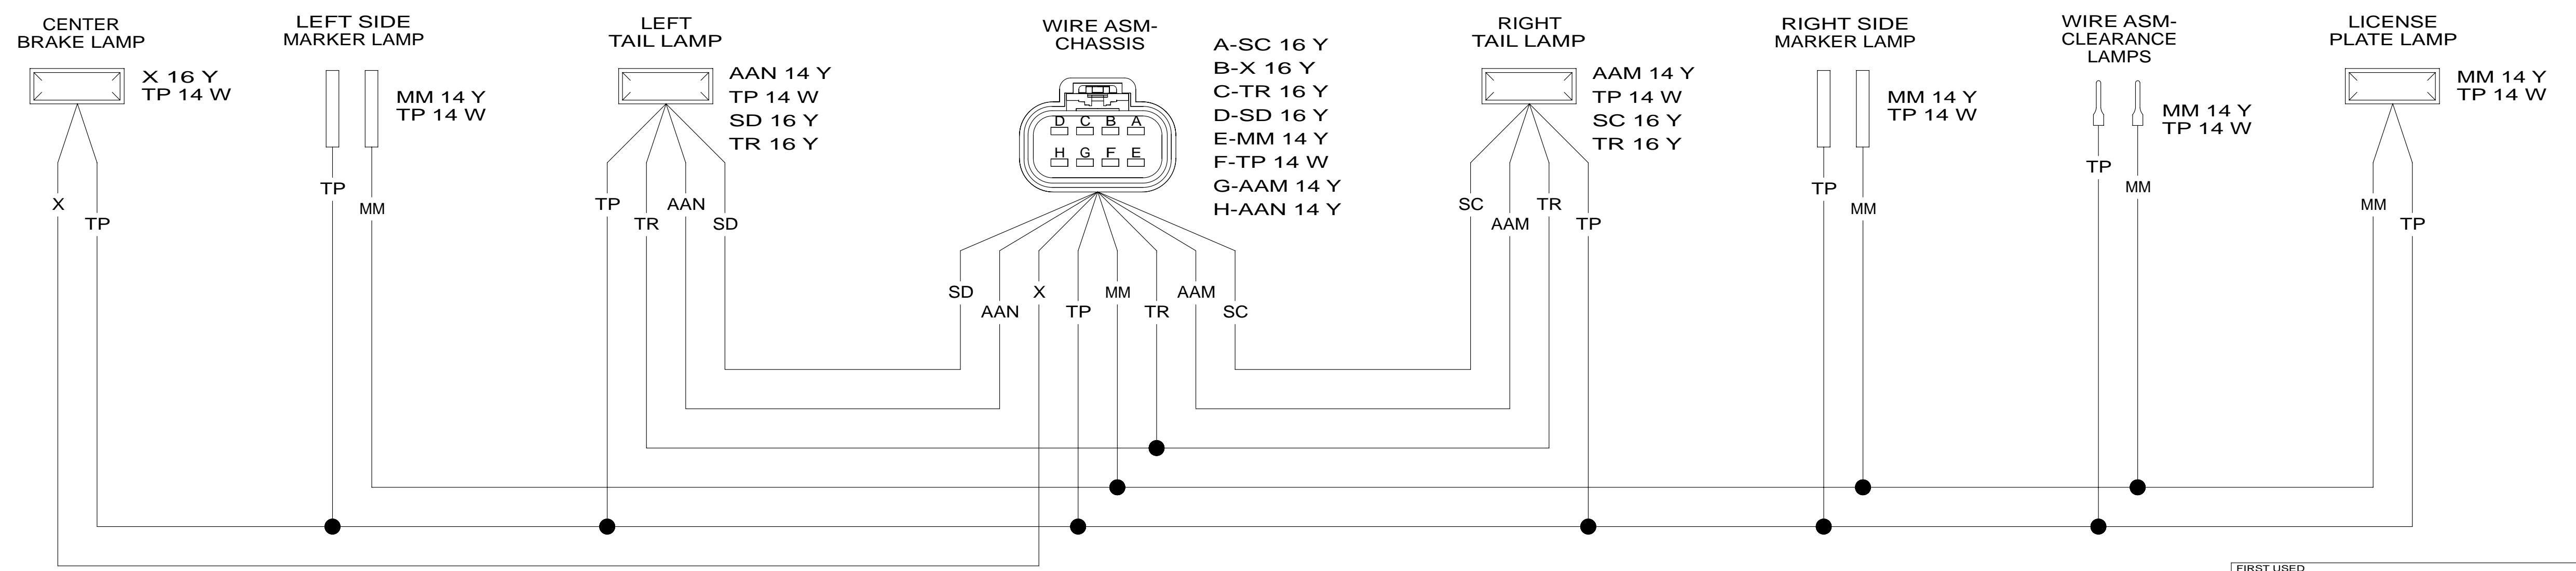 CENTER
BRAKE LAMP
X 16 Y
TP 14 W
X
TP
LEFT SIDE
MARKER LAMP
MM 14 Y
TP 14 W
TP
MM
LEFT
TAIL LAMP
AAN 14 Y
TP 14 W
SD 16 Y
TR 16 Y
TP
TR
AAN
SD
WIRE ASM-
CHASSIS
D C B A
H G F E
A-SC 16 Y
B-X 16 Y
C-TR 16 Y
D-SD 16 Y
E-MM 14 Y
F-TP 14 W
G-AAM 14 Y
H-AAN 14 Y
SD
AAN
X
TP
MM
TR
AAM
SC
RIGHT
TAIL LAMP
AAM 14 Y
TP 14 W
SC 16 Y
TR 16 Y
SC
AAM
TR
TP
RIGHT SIDE
MARKER LAMP
MM 14 Y
TP 14 W
TP
MM
WIRE ASM-
CLEARANCE
LAMPS
MM 14 Y
TP 14 W
TP
MM
LICENSE
PLATE LAMP
MM 14 Y
TP 14 W
MM
TP
FIRST USED